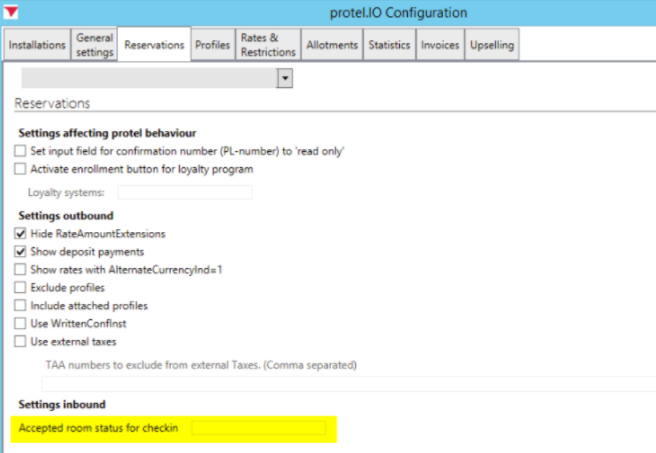 protel.IO Configuration
Installations
General settings
Reservations
Profiles
Rates & Restrictions
Allotments
Statistics
Invoices
Upselling
Reservations
Settings affecting protel behaviour
Set input field for confirmation number (PL-number) to 'read only'
Activate enrollment button for loyalty program
Loyalty systems:
Settings outbound
Hide RateAmountExtensions
Show deposit payments
Show rates with AlternateCurrencyInd=1
Exclude profiles
Include attached profiles
Use WrittenConfInst
Use external taxes
TAA numbers to exclude from external Taxes. (Comma separated)
Settings inbound
Accepted room status for checkin